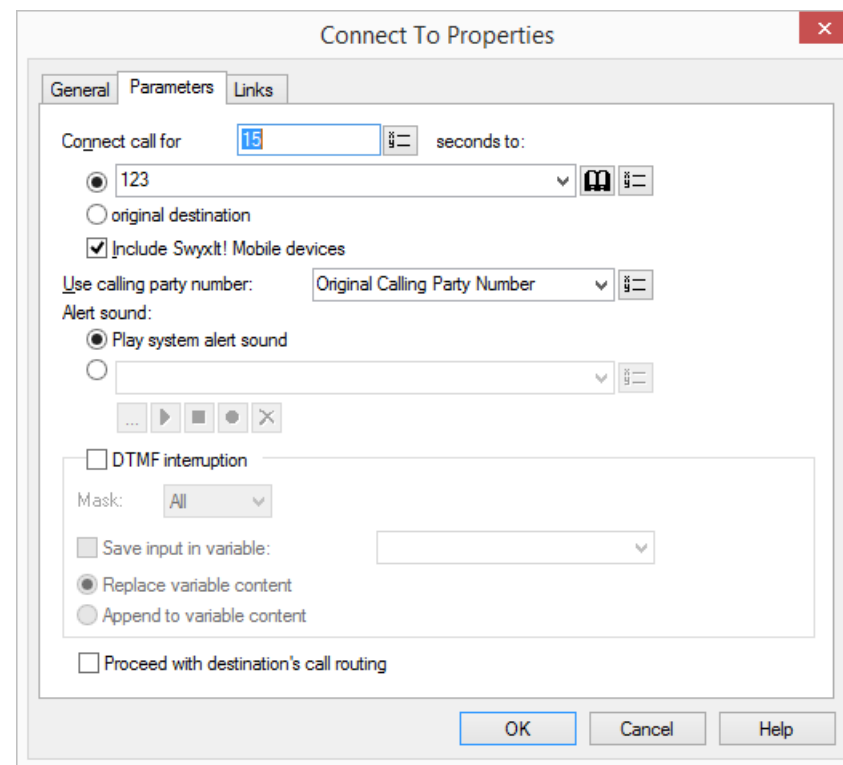 Connect To Properties
General Parameters Links
Connect call for 15 seconds to:
123
original destination
Include SwyxIt! Mobile devices
Use calling party number: Original Calling Party Number
Alert sound:
Play system alert sound
...
DTMF interruption
Mask: All
Save input in variable:
Replace variable content
Append to variable content
Proceed with destination's call routing
OK Cancel Help